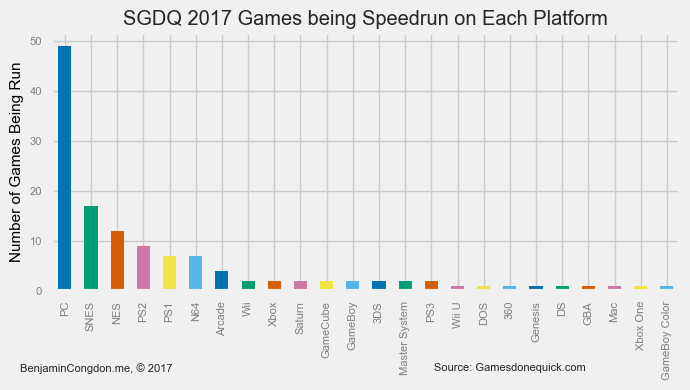 SGDQ 2017 Games being Speedrun on Each Platform
Number of Games Being Run
50
40
30
20
10
0
PC
SNES
NES
PS2
PS1
N64
Arcade
Wii
Xbox
Saturn
GameCube
GameBoy
3DS
Master System
PS3
Wii U
DOS
360
Genesis
DS
GBA
Mac
Xbox One
GameBoy Color
BenjaminCongdon.me, © 2017
Source: Gamesdonequick.com